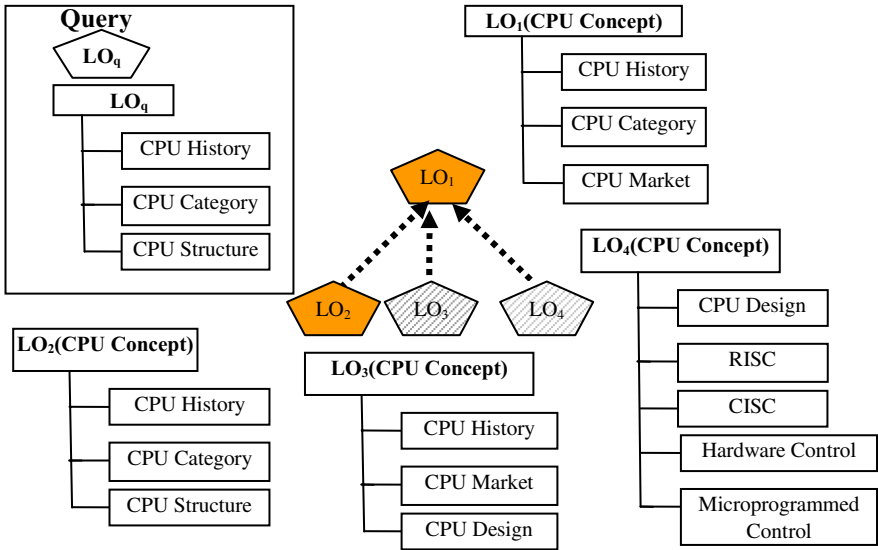 Query
LOq
LOq
CPU History
CPU Category
CPU Structure
LO1(CPU Concept)
CPU History
CPU Category
CPU Market
LO1
LO2
LO3
LO4
LO4(CPU Concept)
CPU Design
RISC
CISC
Hardware Control
Microprogrammed
Control
LO2(CPU Concept)
CPU History
CPU Category
CPU Structure
LO3(CPU Concept)
CPU History
CPU Market
CPU Design